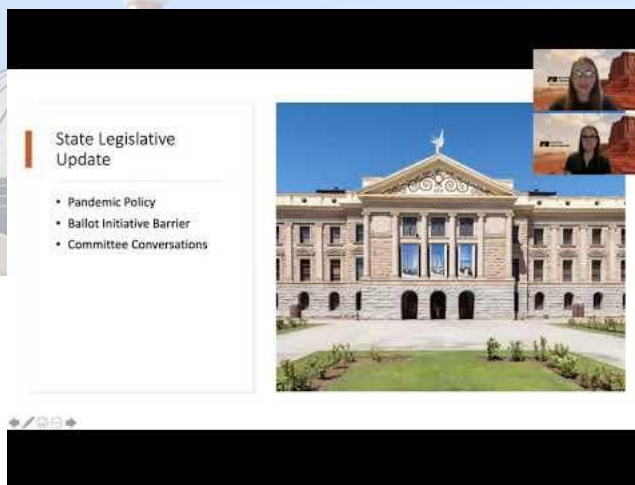 State Legislative
Update
• Pandemic Policy
• Ballot Initiative Barrier
• Committee Conversations